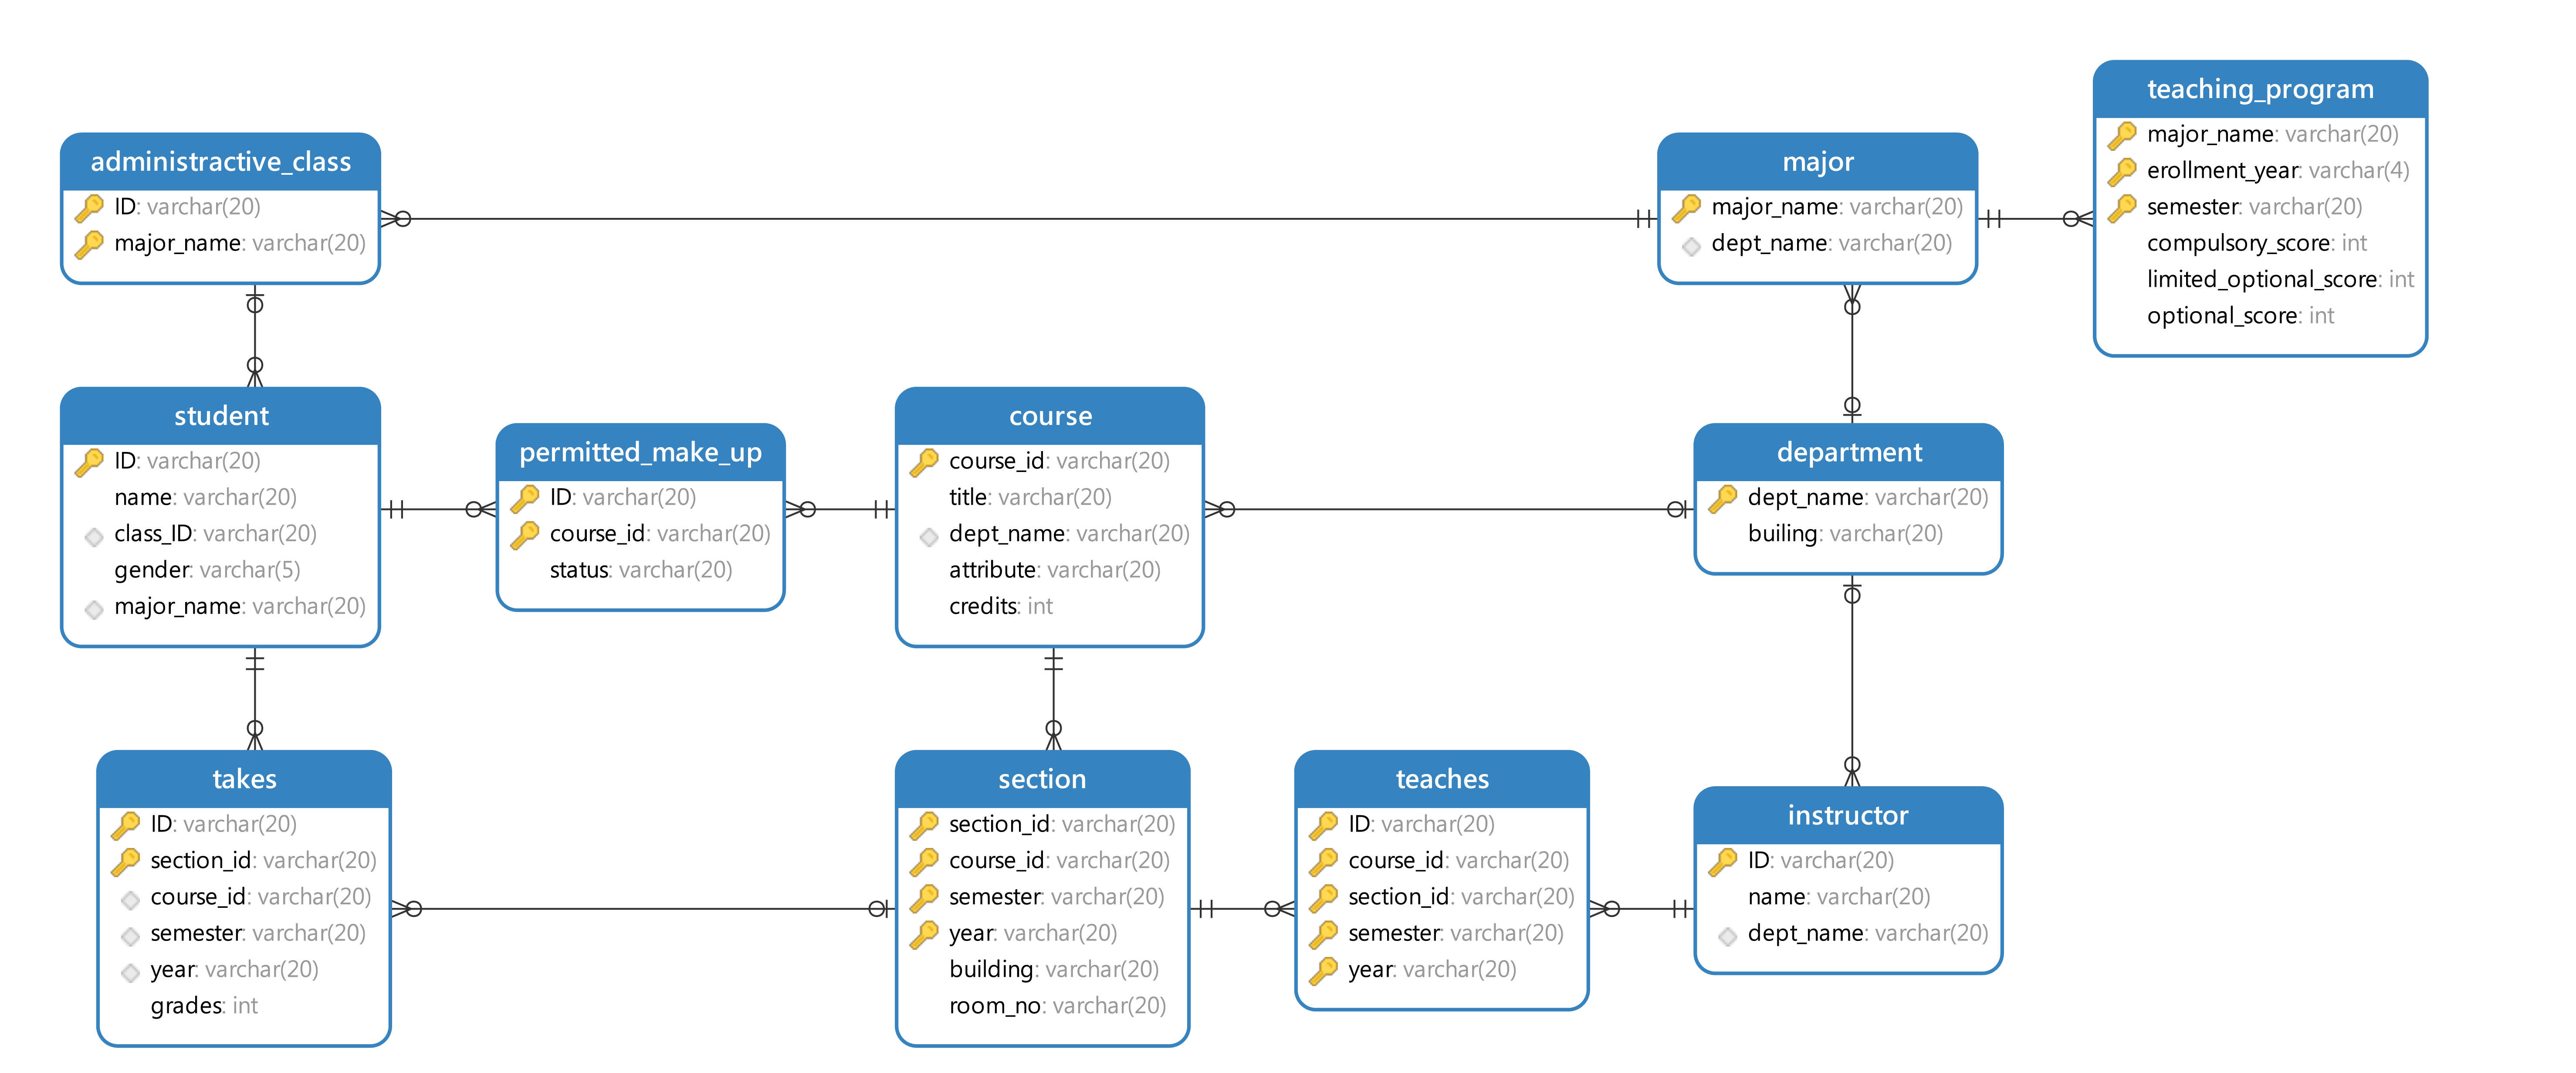 teaching_program
major_name: varchar(20)
erollment_year: varchar(4)
semester: varchar(20)
compulsory_score: int
limited_optional_score: int
optional_score: int
administractive_class
ID: varchar(20)
major_name: varchar(20)
major
major_name: varchar(20)
dept_name: varchar(20)
student
ID: varchar(20)
name: varchar(20)
class_ID: varchar(20)
gender: varchar(5)
major_name: varchar(20)
permitted_make_up
ID: varchar(20)
course_id: varchar(20)
status: varchar(20)
course
course_id: varchar(20)
title: varchar(20)
dept_name: varchar(20)
attribute: varchar(20)
credits: int
department
dept_name: varchar(20)
builing: varchar(20)
takes
ID: varchar(20)
section_id: varchar(20)
course_id: varchar(20)
semester: varchar(20)
year: varchar(20)
grades: int
section
section_id: varchar(20)
course_id: varchar(20)
semester: varchar(20)
year: varchar(20)
building: varchar(20)
room_no: varchar(20)
teaches
ID: varchar(20)
course_id: varchar(20)
section_id: varchar(20)
semester: varchar(20)
year: varchar(20)
instructor
ID: varchar(20)
name: varchar(20)
dept_name: varchar(20)